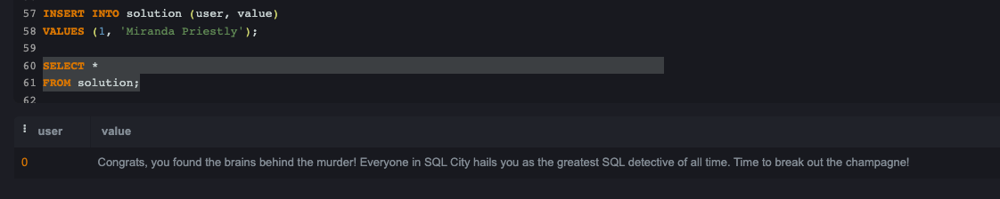 57 INSERT INTO solution (user, value)
58 VALUES (1, 'Miranda Priestly');
59
60 SELECT *
61 FROM solution;
62
user value
0 Congrats, you found the brains behind the murder! Everyone in SQL City hails you as the greatest SQL detective of all time. Time to break out the champagne!